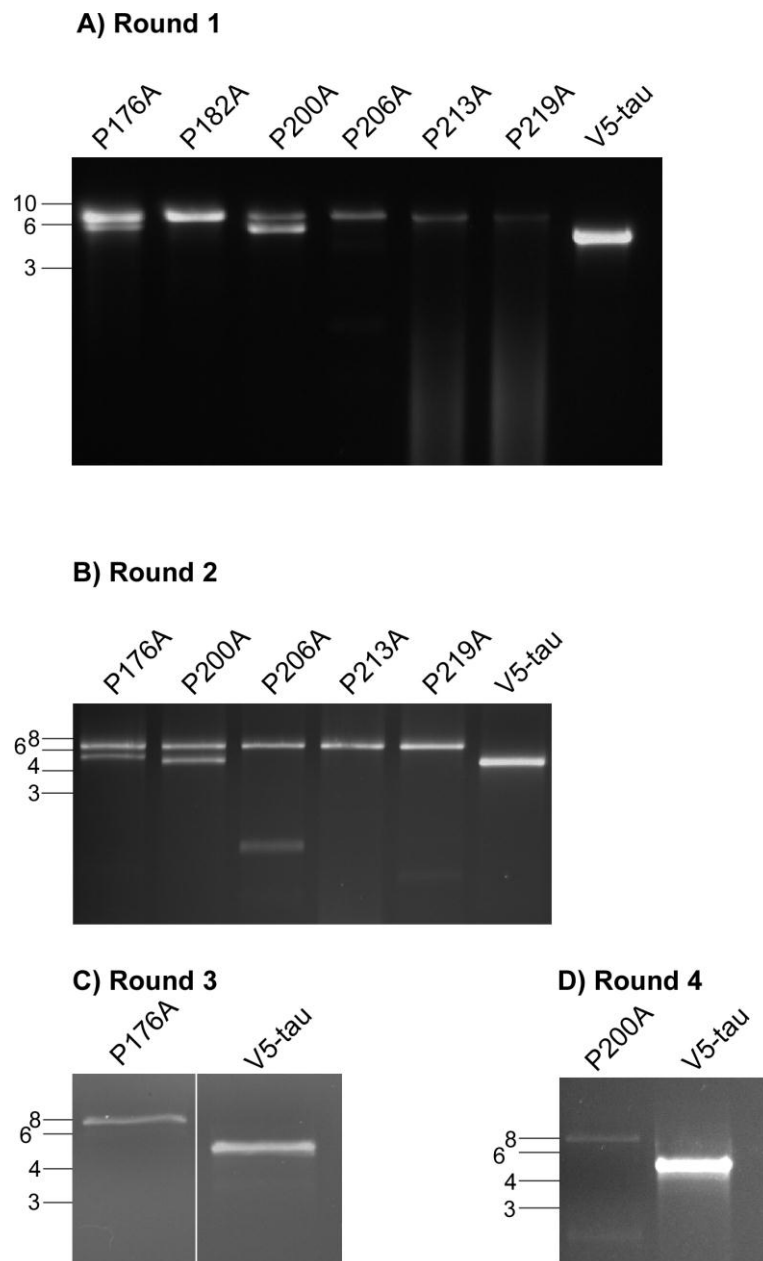 A) Round 1
P176A P182A P200A P206A P213A P219A V5-tau
10
6
3
B) Round 2
P176A P200A P206A P213A P219A V5-tau
8
6
4
3
C) Round 3
P176A V5-tau
8
6
4
3
D) Round 4
P200A V5-tau
8
6
4
3